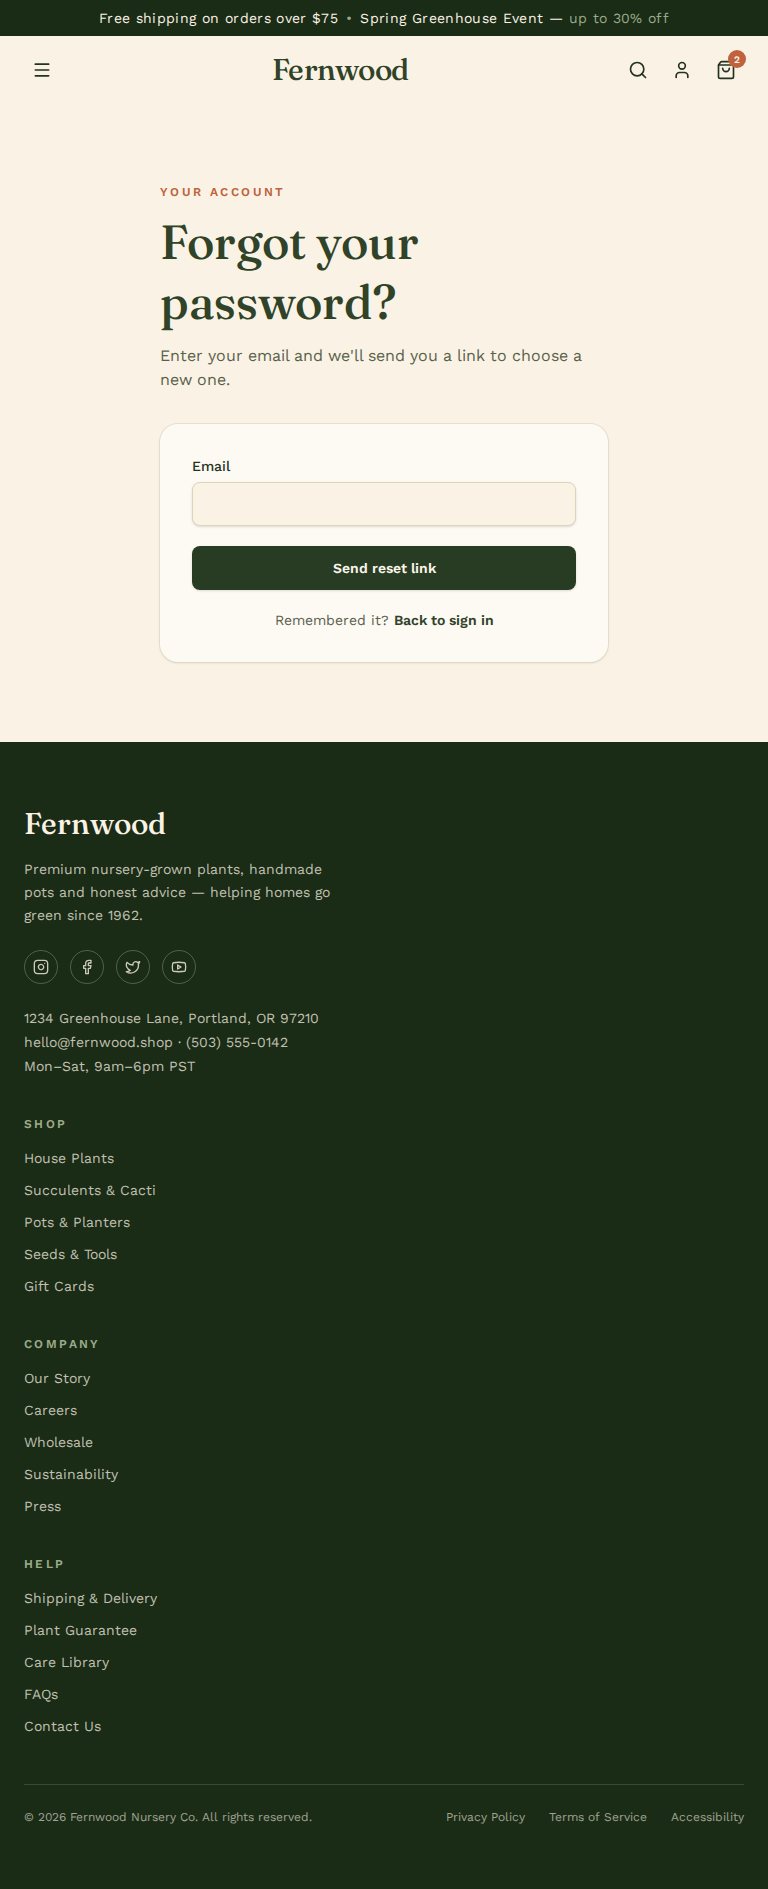 Free shipping on orders over $75 • Spring Greenhouse Event — up to 30% off
Fernwood
2
YOUR ACCOUNT
Forgot your
password?
Enter your email and we'll send you a link to choose a
new one.
Email
Send reset link
Remembered it? Back to sign in
Fernwood
Premium nursery-grown plants, handmade
pots and honest advice — helping homes go
green since 1962.
1234 Greenhouse Lane, Portland, OR 97210
hello@fernwood.shop · (503) 555-0142
Mon–Sat, 9am–6pm PST
SHOP
House Plants
Succulents & Cacti
Pots & Planters
Seeds & Tools
Gift Cards
COMPANY
Our Story
Careers
Wholesale
Sustainability
Press
HELP
Shipping & Delivery
Plant Guarantee
Care Library
FAQs
Contact Us
© 2026 Fernwood Nursery Co. All rights reserved. Privacy Policy Terms of Service Accessibility